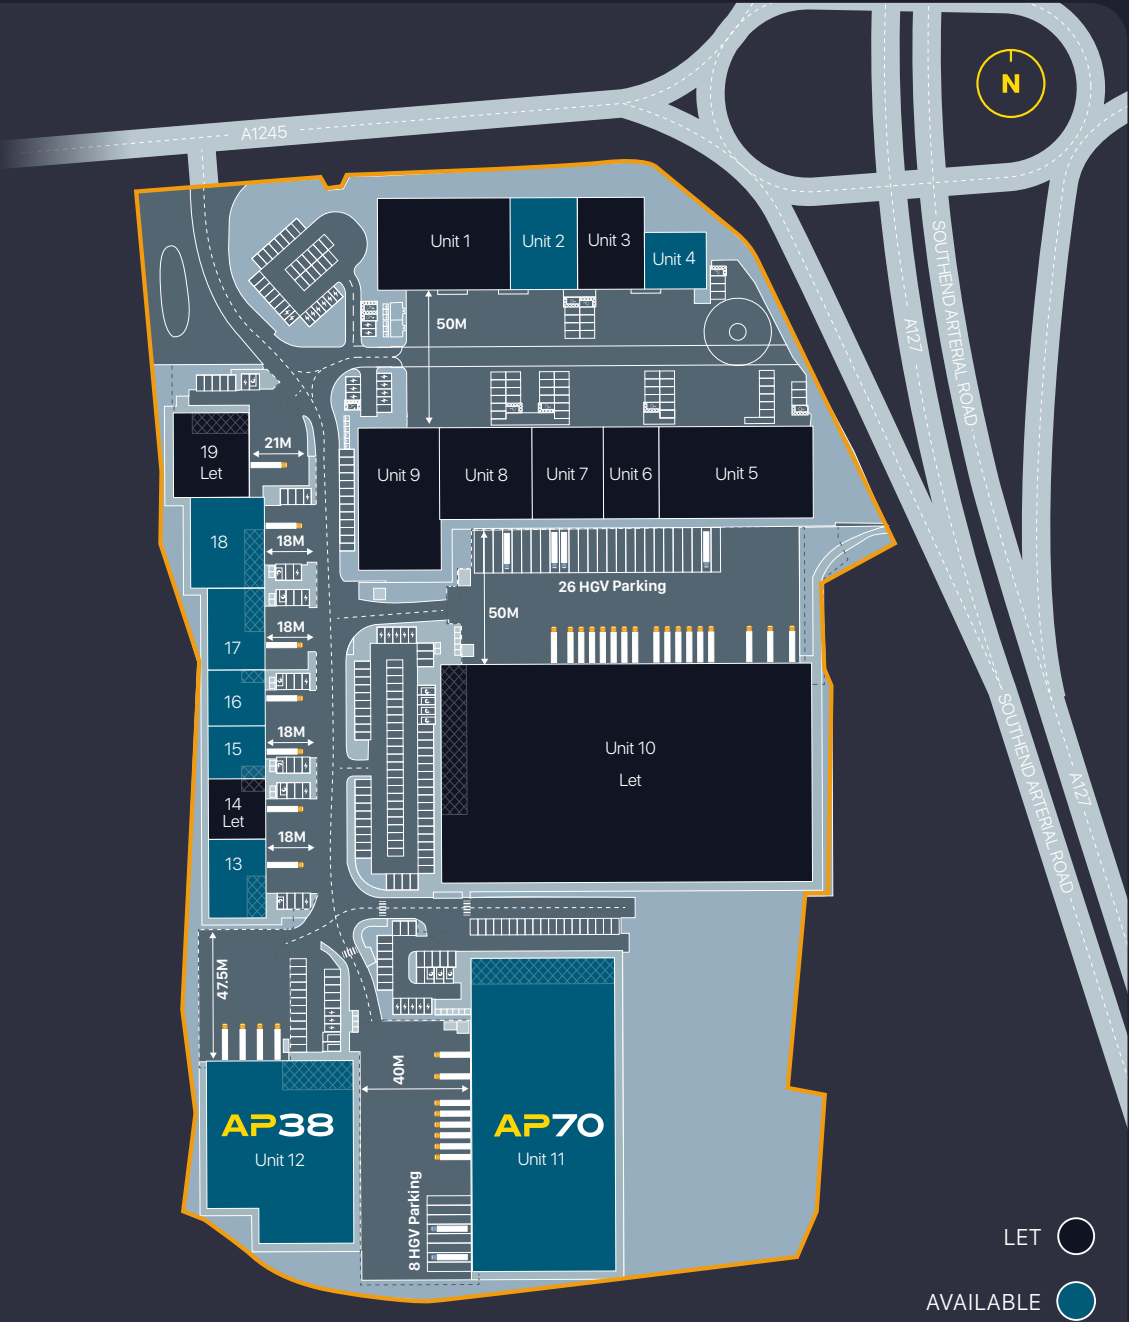 A1245
N
Unit 1
Unit 2
Unit 3
Unit 4
SOUTHEND ARTERIAL ROAD
A127
50M
19
Let
21M
Unit 9
Unit 8
Unit 7
Unit 6
Unit 5
18
18M
26 HGV Parking
50M
17
18M
16
15
18M
Unit 10
Let
14
Let
13
18M
SOUTHEND ARTERIAL ROAD
A127
47.5M
40M
AP38
Unit 12
AP70
Unit 11
8 HGV Parking
LET
AVAILABLE